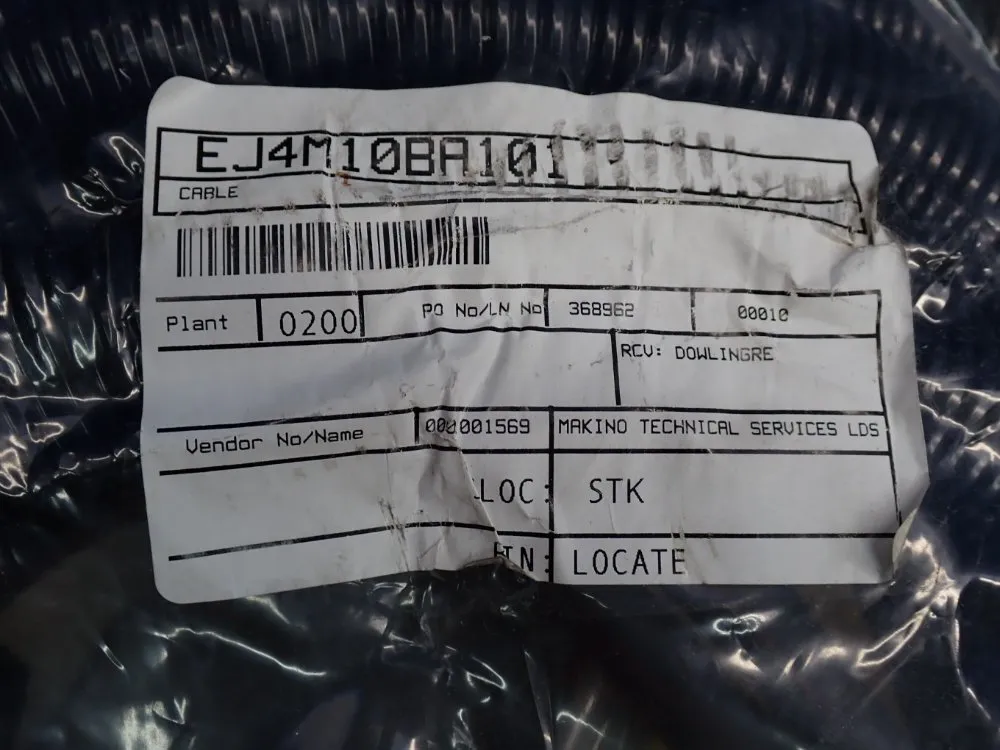 EJ4M10BA101
CABLE
Plant 0200 PO No/LN No 368962 00010
RCV: DOWLINGRE
Vendor No/Name 000001569 MAKINO TECHNICAL SERVICES LDS
LOC: STK
LOCATE